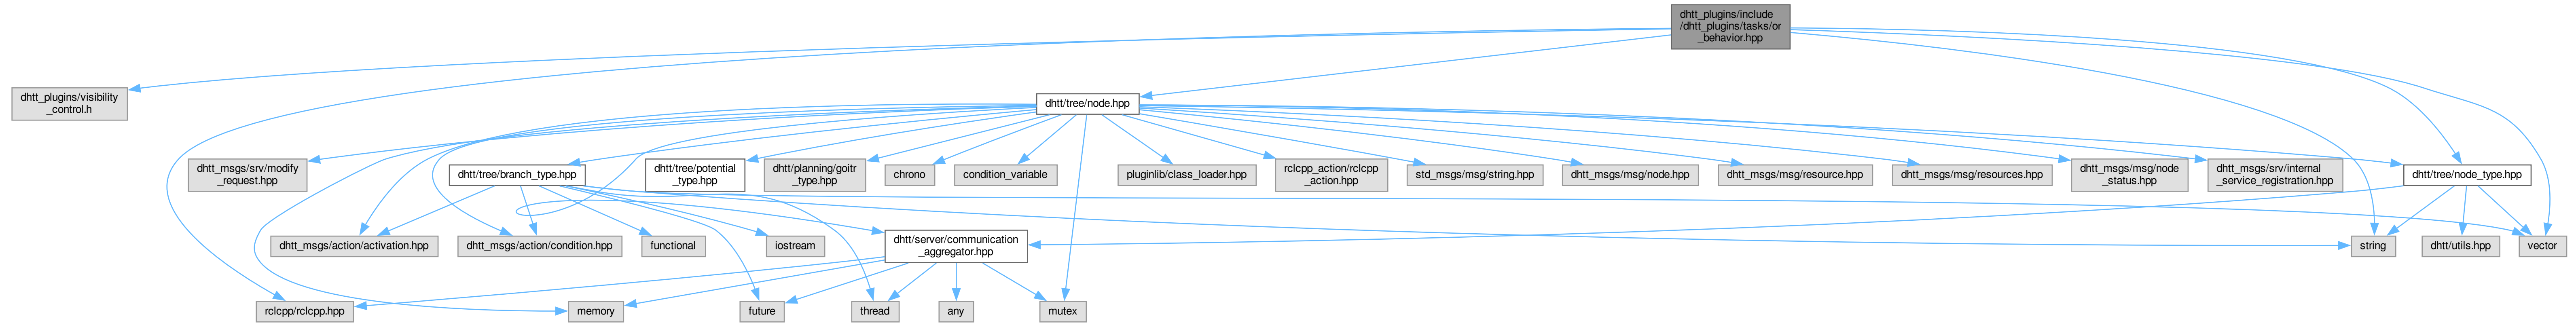 dhtt_plugins/include
/dhtt_plugins/tasks/or
_behavior.hpp
dhtt_plugins/visibility
_control.h
dhtt/tree/node.hpp
dhtt_msgs/srv/modify
_request.hpp
dhtt/tree/branch_type.hpp
dhtt/tree/potential
_type.hpp
dhtt/planning/goitr
_type.hpp
chrono
condition_variable
pluginlib/class_loader.hpp
rclcpp_action/rclcpp
_action.hpp
std_msgs/msg/string.hpp
dhtt_msgs/msg/node.hpp
dhtt_msgs/msg/resource.hpp
dhtt_msgs/msg/resources.hpp
dhtt_msgs/msg/node
_status.hpp
dhtt_msgs/srv/internal
_service_registration.hpp
dhtt/tree/node_type.hpp
dhtt_msgs/action/activation.hpp
dhtt_msgs/action/condition.hpp
functional
iostream
dhtt/server/communication
_aggregator.hpp
string
dhtt/utils.hpp
vector
rclcpp/rclcpp.hpp
memory
future
thread
any
mutex